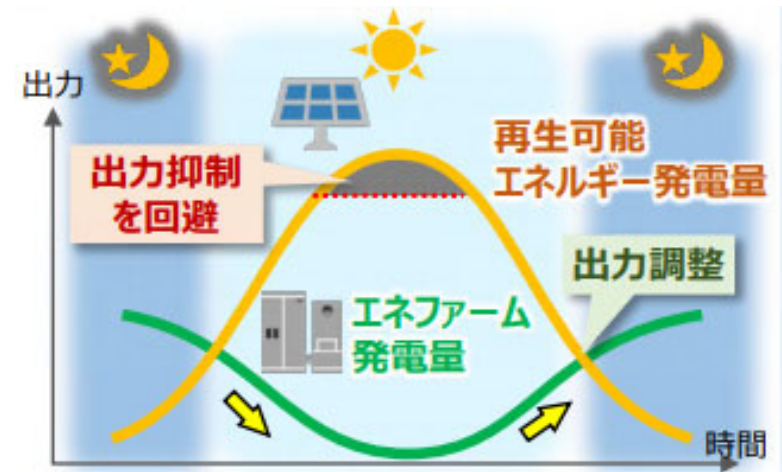 出力
出力抑制
を回避
再生可能
エネルギー発電量
出力調整
エネファーム
発電量
時間